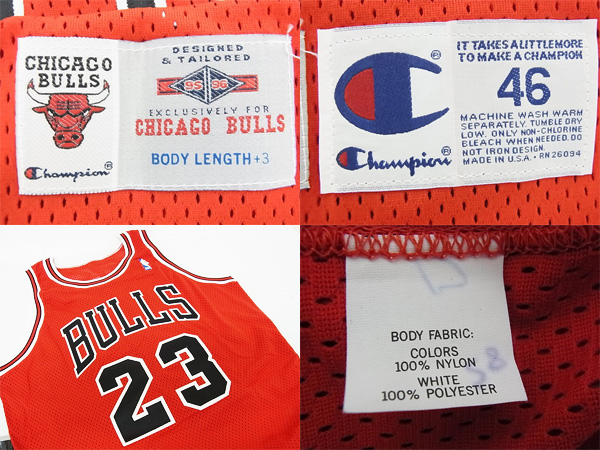 CHICAGO
BULLS
Champion
DESIGNED
& TAILORED
95 96
EXCLUSIVELY FOR
CHICAGO BULLS
BODY LENGTH +3
IT TAKES A LITTLE MORE
TO MAKE A CHAMPION
46
MACHINE WASH WARM
SEPARATELY. TUMBLE DRY
LOW. ONLY NON-CHLORINE
BLEACH WHEN NEEDED. DO
NOT IRON DESIGN.
MADE IN U.S.A. • RN 26094
Champion
BULLS
23
BODY FABRIC:
COLORS
100% NYLON
WHITE
100% POLYESTER